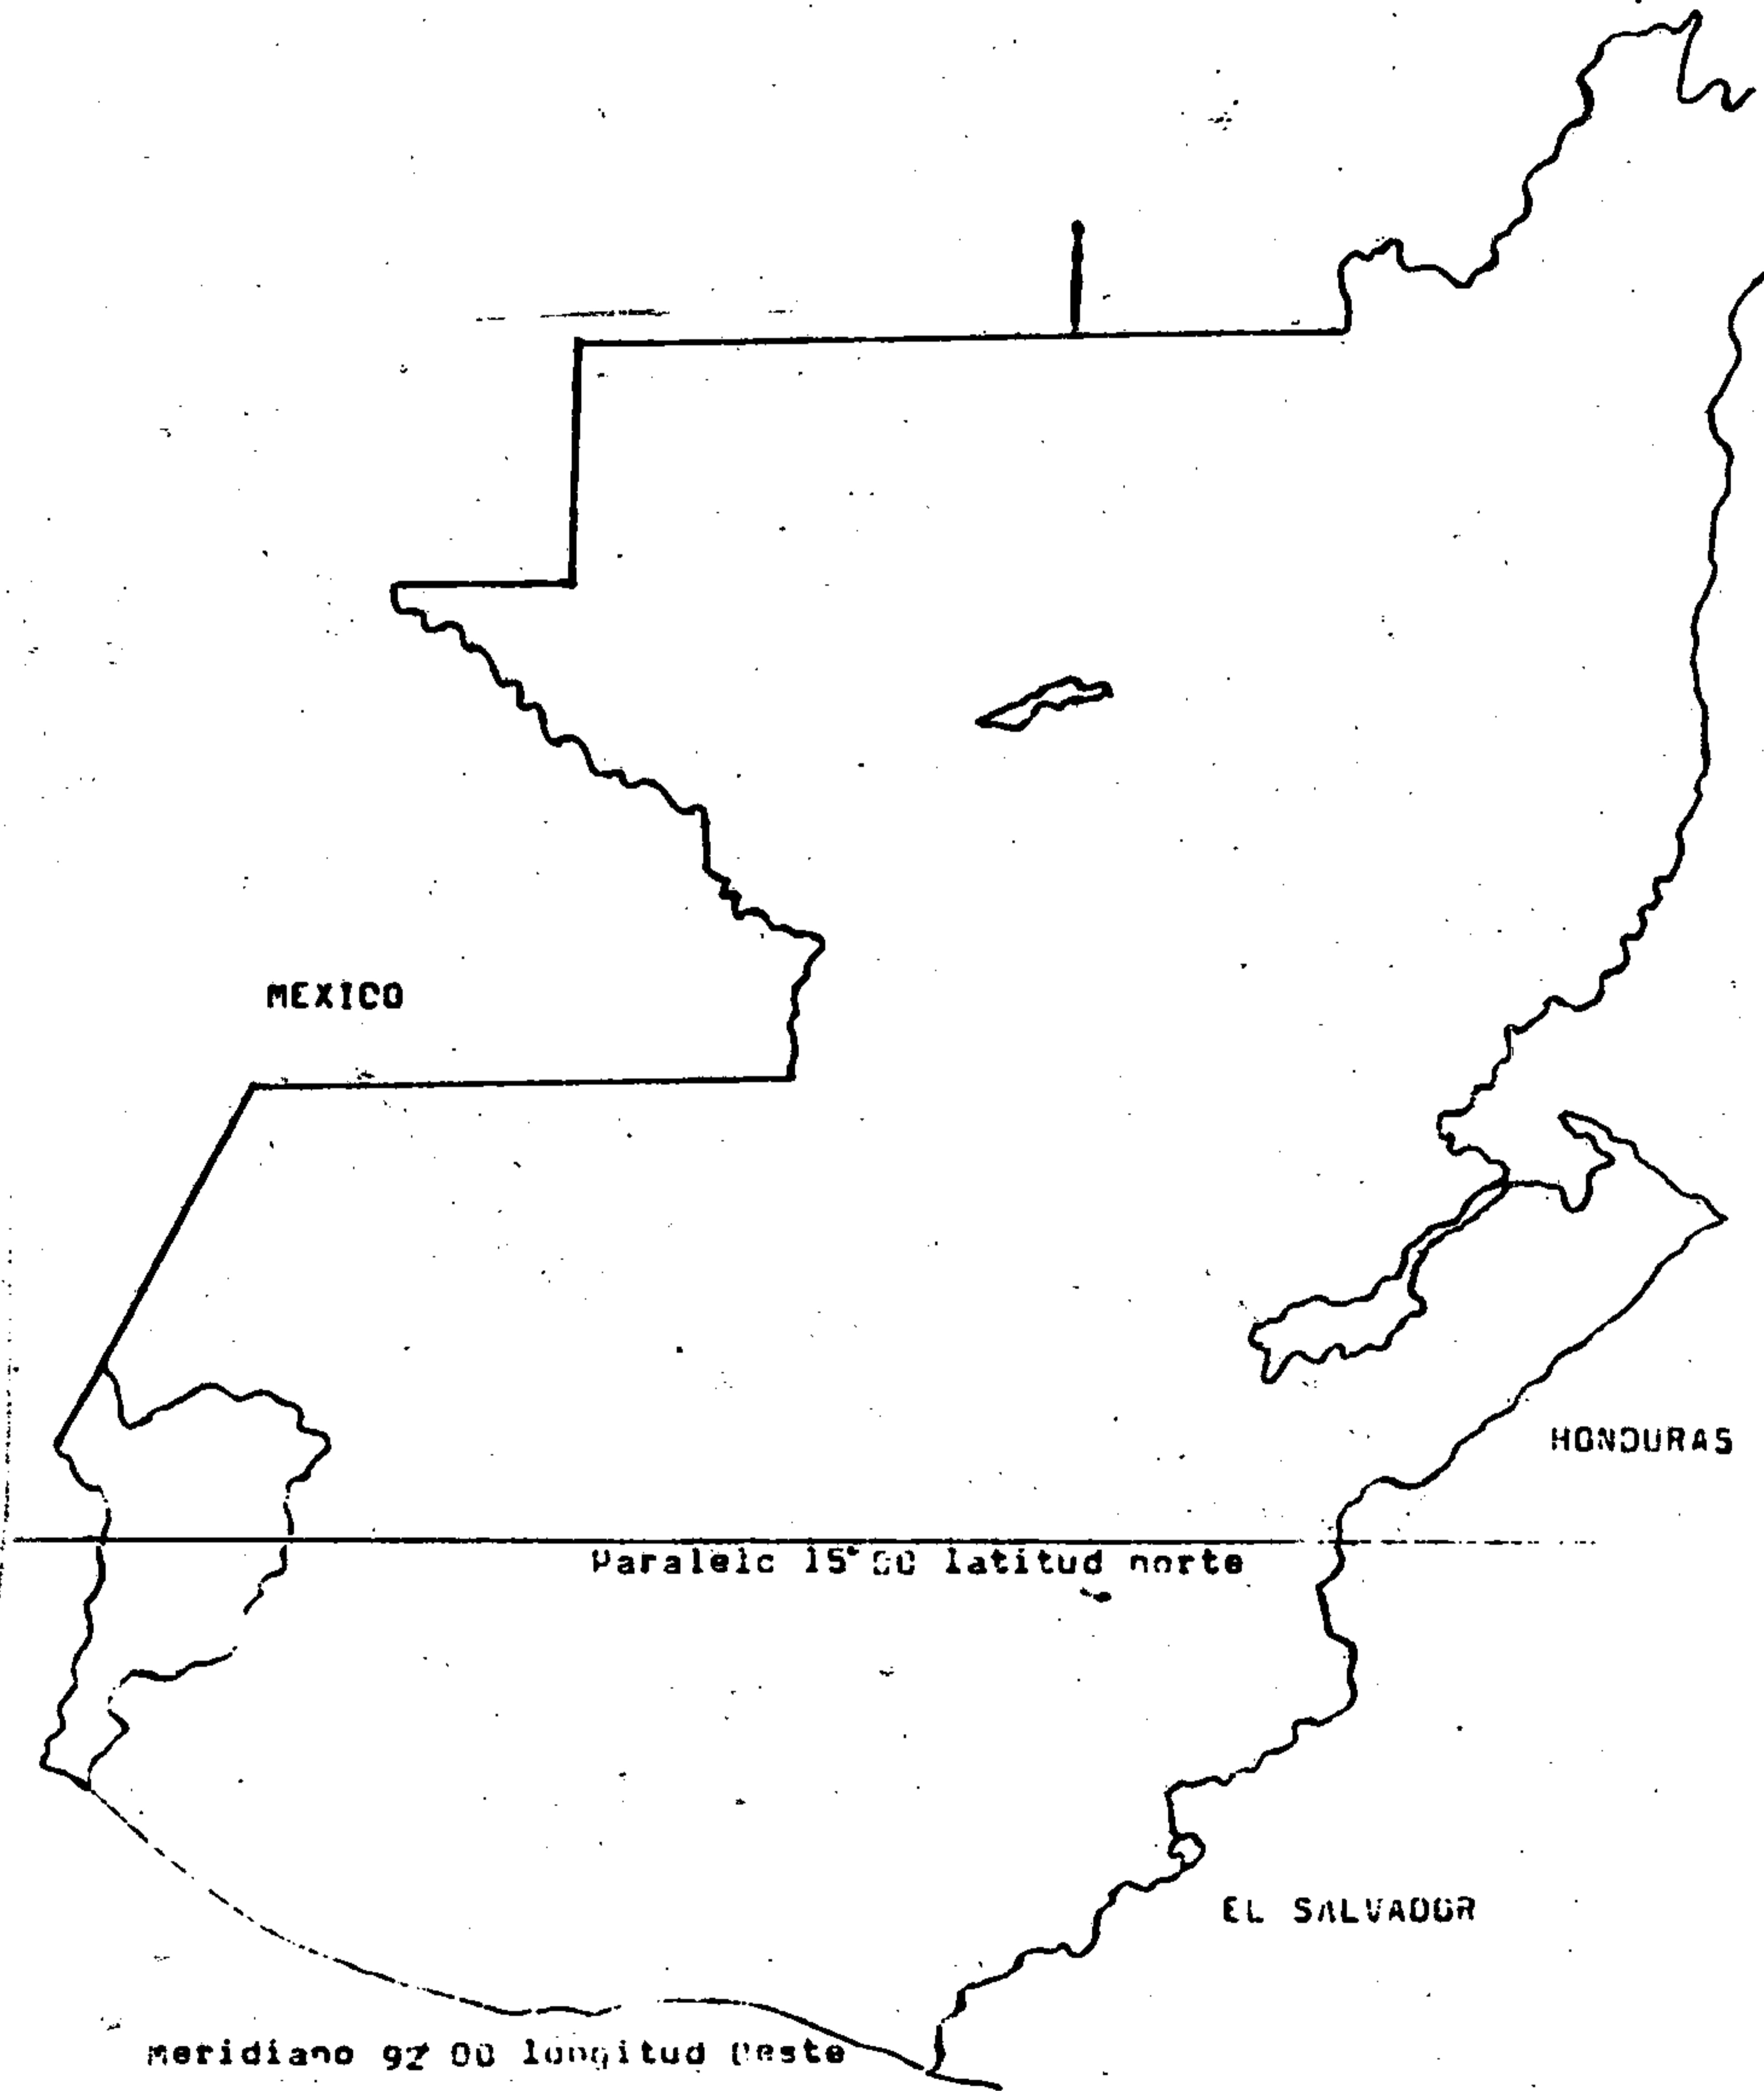 MEXICO
HONDURAS
Paralelo 15° 00 latitud norte
EL SALVADOR
Meridiano 92 00 longitud Oeste